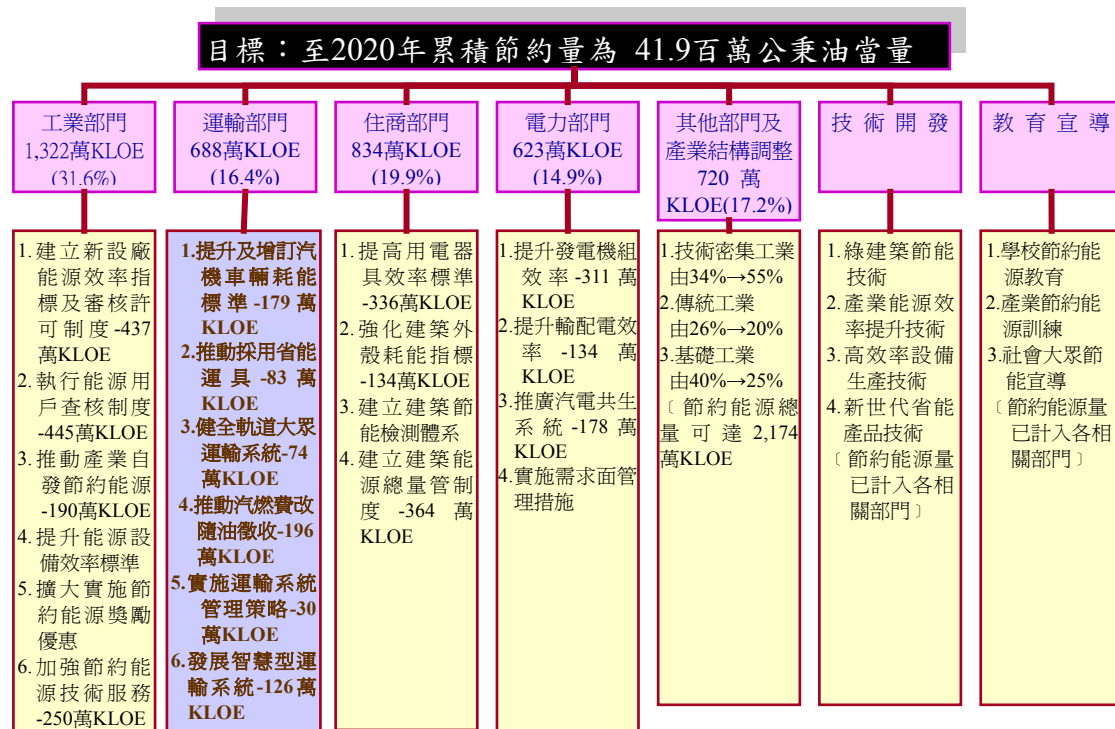 目標：至2020年累積節約量為 41.9百萬公秉油當量
工業部門
1,322萬KLOE
(31.6%)
運輸部門
688萬KLOE
(16.4%)
住商部門
834萬KLOE
(19.9%)
電力部門
623萬KLOE
(14.9%)
其他部門及
產業結構調整
720 萬
KLOE(17.2%)
技術開發
教育宣導
1.建立新設廠
能源效率指
標及審核許
可制度-437
萬KLOE
2.執行能源用
戶查核制度
-445萬KLOE
3.推動產業自
發節約能源
-190萬KLOE
4.提升能源設
備效率標準
5.擴大實施節
約能源獎勵
優惠
6.加強節約能
源技術服務
-250萬KLOE
1.提升及增訂汽
機車輛耗能
標準-179萬
KLOE
2.推動採用省能
運具-83萬
KLOE
3.健全軌道大眾
運輸系統-74
萬KLOE
4.推動汽燃費改
隨油徵收-196
萬KLOE
5.實施運輸系統
管理策略-30
萬KLOE
6.發展智慧型運
輸系統-126萬
KLOE
1.提高用電器
具效率標準
-336萬KLOE
2.強化建築外
殼耗能指標
-134萬KLOE
3.建立建築節
能檢測體系
4.建立建築能
源總量管制
度-364萬
KLOE
1.提升發電機組
效率-311萬
KLOE
2.提升輸配電效
率-134萬
KLOE
3.推廣汽電共生
系統-178萬
KLOE
4.實施需求面管
理措施
1.技術密集工業
由34%→55%
2.傳統工業
由26%→20%
3.基礎工業
由40%→25%
﹝節約能源總
量可達2,174
萬KLOE
1.綠建築節能
技術
2.產業能源效
率提升技術
3.高效率設備
生產技術
4.新世代省能
產品技術
﹝節約能源量
已計入各相
關部門﹞
1.學校節約能
源教育
2.產業節約能
源訓練
3.社會大眾節
能宣導
﹝節約能源量
已計入各相
關部門﹞